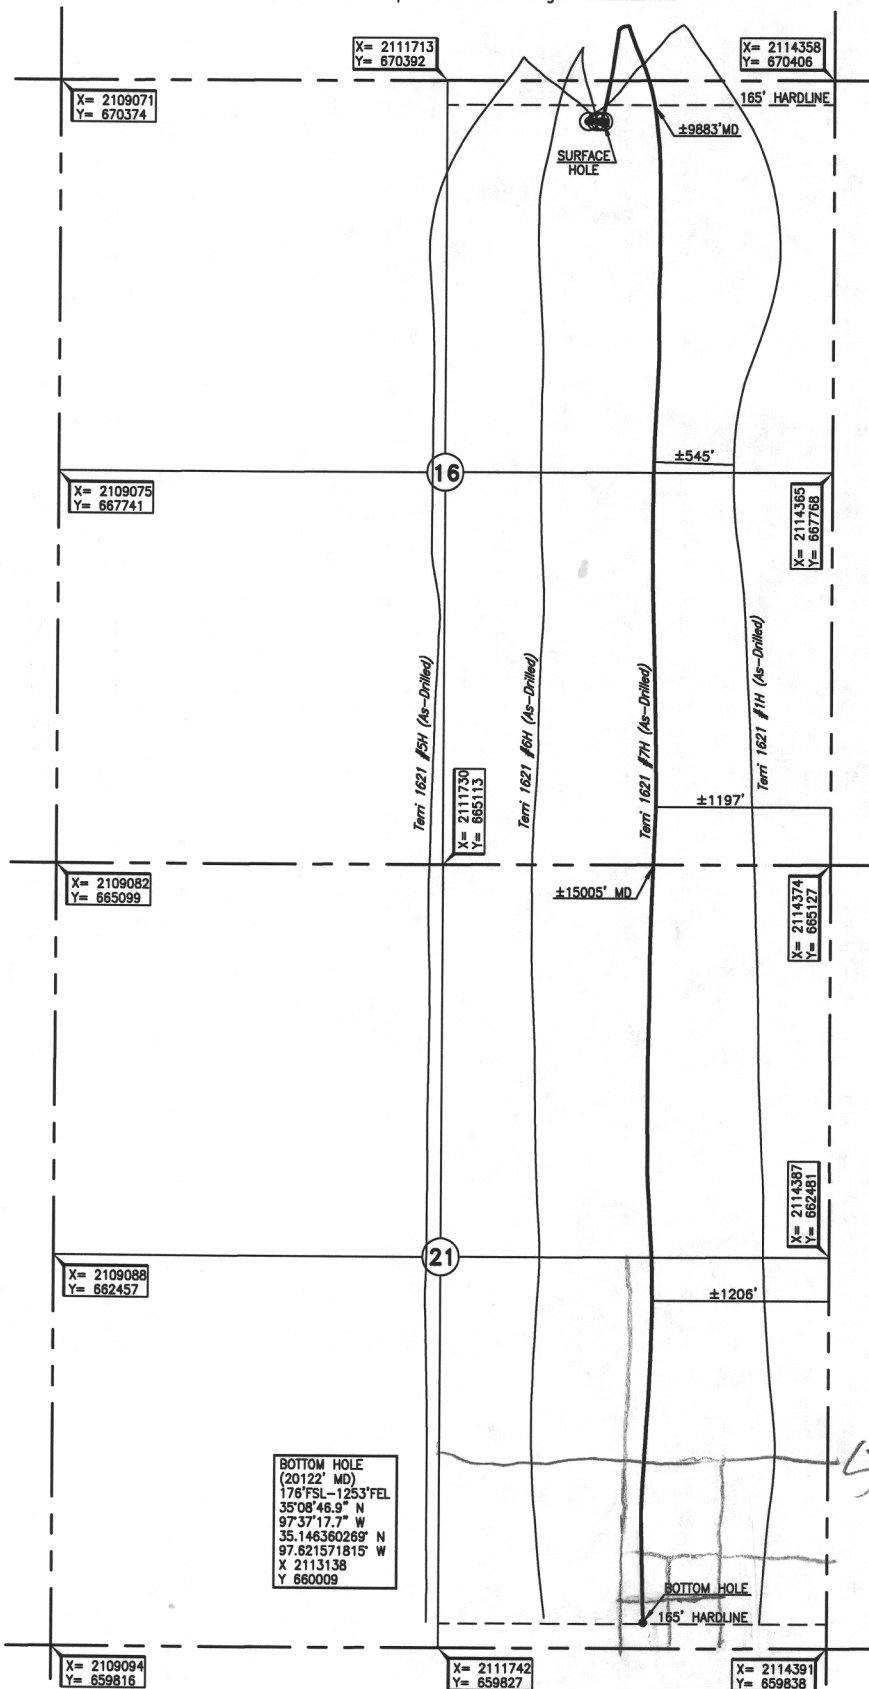 X= 2111713
Y= 670392
X= 2114358
Y= 670406
X= 2109071
Y= 670374
165' HARDLINE
±9883'MD
SURFACE
HOLE
±545'
16
X= 2109075
Y= 667741
X= 2114365
Y= 667768
Terri 1621 #5H (As-Drilled)
Terri 1621 #6H (As-Drilled)
Terri 1621 #7H (As-Drilled)
Terri 1621 #1H (As-Drilled)
X= 2111730
Y= 665113
±1197'
X= 2109082
Y= 665099
±15005' MD
X= 2114374
Y= 665127
X= 2114387
Y= 662481
21
X= 2109088
Y= 662457
±1206'
BOTTOM HOLE
(20122' MD)
176'FSL-1253'FEL
35°08'46.9" N
97°37'17.7" W
35.146360269° N
97.621571815° W
X 2113138
Y 660009
BOTTOM HOLE
165' HARDLINE
X= 2109094
Y= 659816
X= 2111742
Y= 659827
X= 2114391
Y= 659838